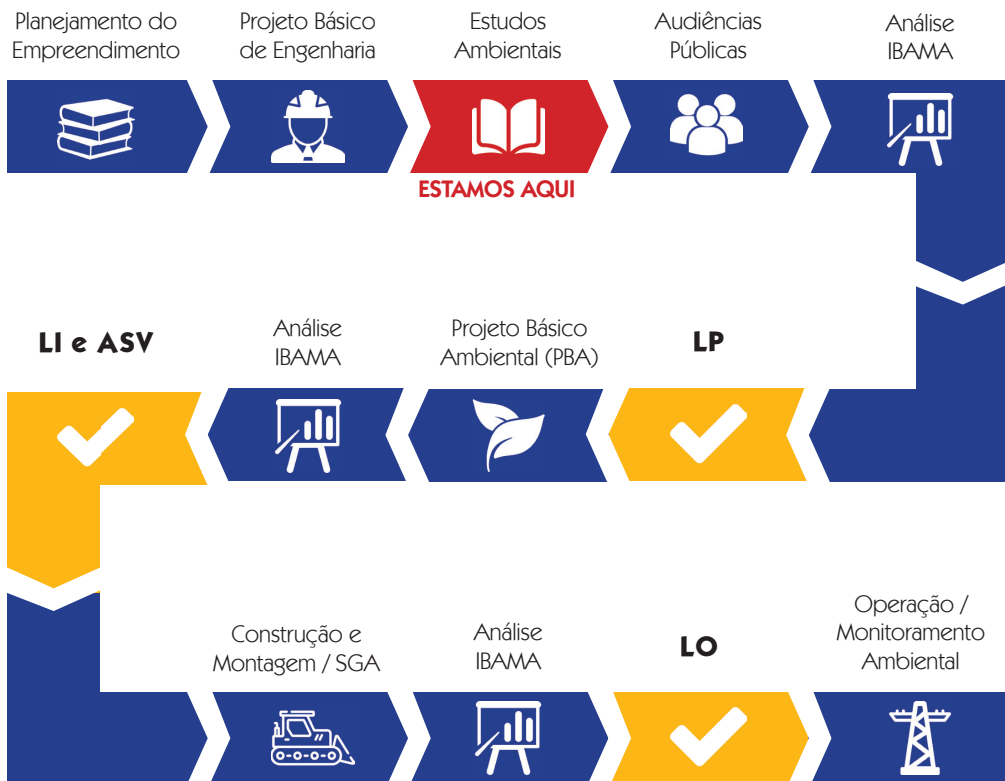 Planejamento do
Empreendimento
Projeto Básico
de Engenharia
Estudos
Ambientais
Audiências
Públicas
Análise
IBAMA
ESTAMOS AQUI
LI e ASV
Análise
IBAMA
Projeto Básico
Ambiental (PBA)
LP
Construção e
Montagem / SGA
Análise
IBAMA
LO
Operação /
Monitoramento
Ambiental